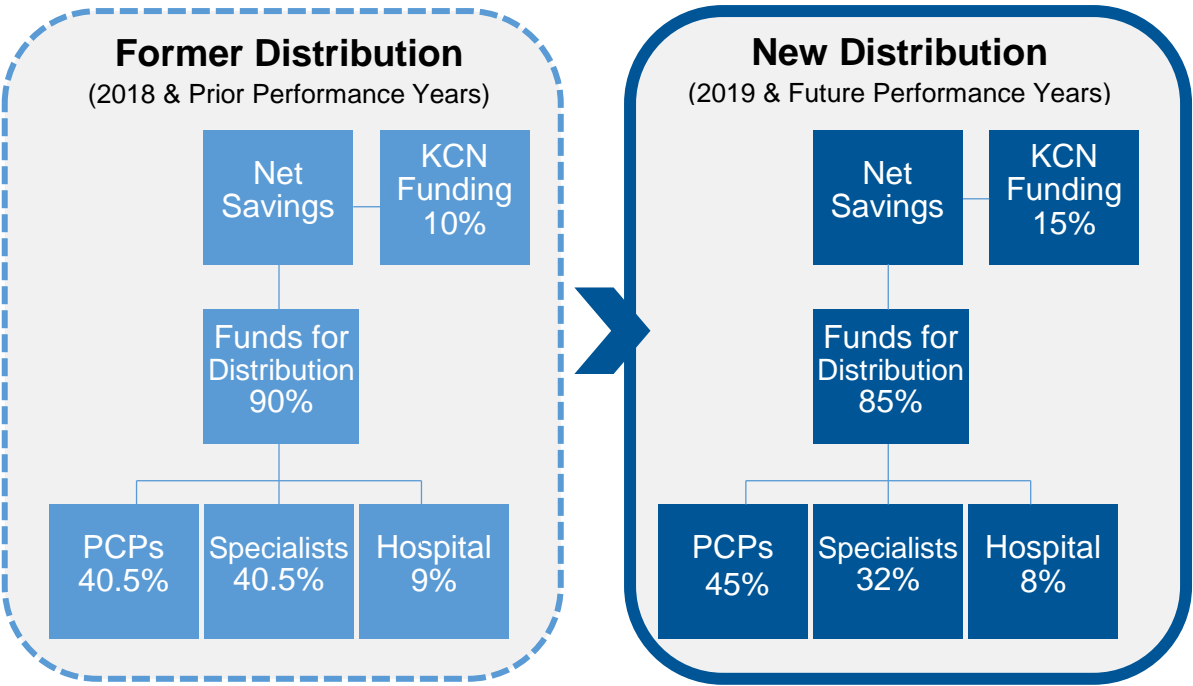 Former Distribution
(2018 & Prior Performance Years)
Net
Savings
KCN
Funding
10%
Funds for
Distribution
90%
PCPs
40.5%
Specialists
40.5%
Hospital
9%
New Distribution
(2019 & Future Performance Years)
Net
Savings
KCN
Funding
15%
Funds for
Distribution
85%
PCPs
45%
Specialists
32%
Hospital
8%